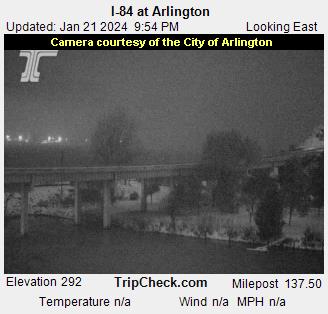 I-84 at Arlington
Updated: Jan 21 2024 9:54 PM Looking East
Camera courtesy of the City of Arlington
Elevation 292 TripCheck.com Milepost 137.50
Temperature n/a Wind n/a MPH n/a